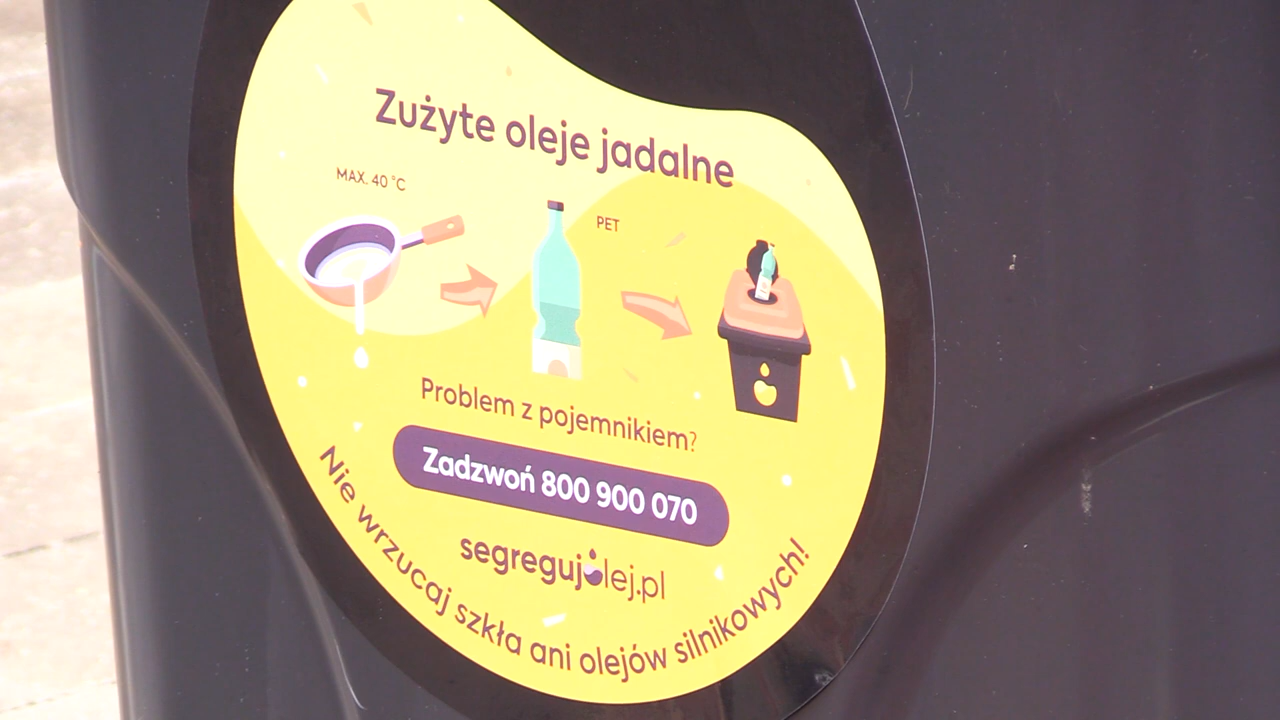 Zużyte oleje jadalne
MAX. 40 °C
PET
Problem z pojemnikiem?
Zadzwoń 800 900 070
segregujolej.pl
Nie wrzucaj szkła ani olejów silnikowych!